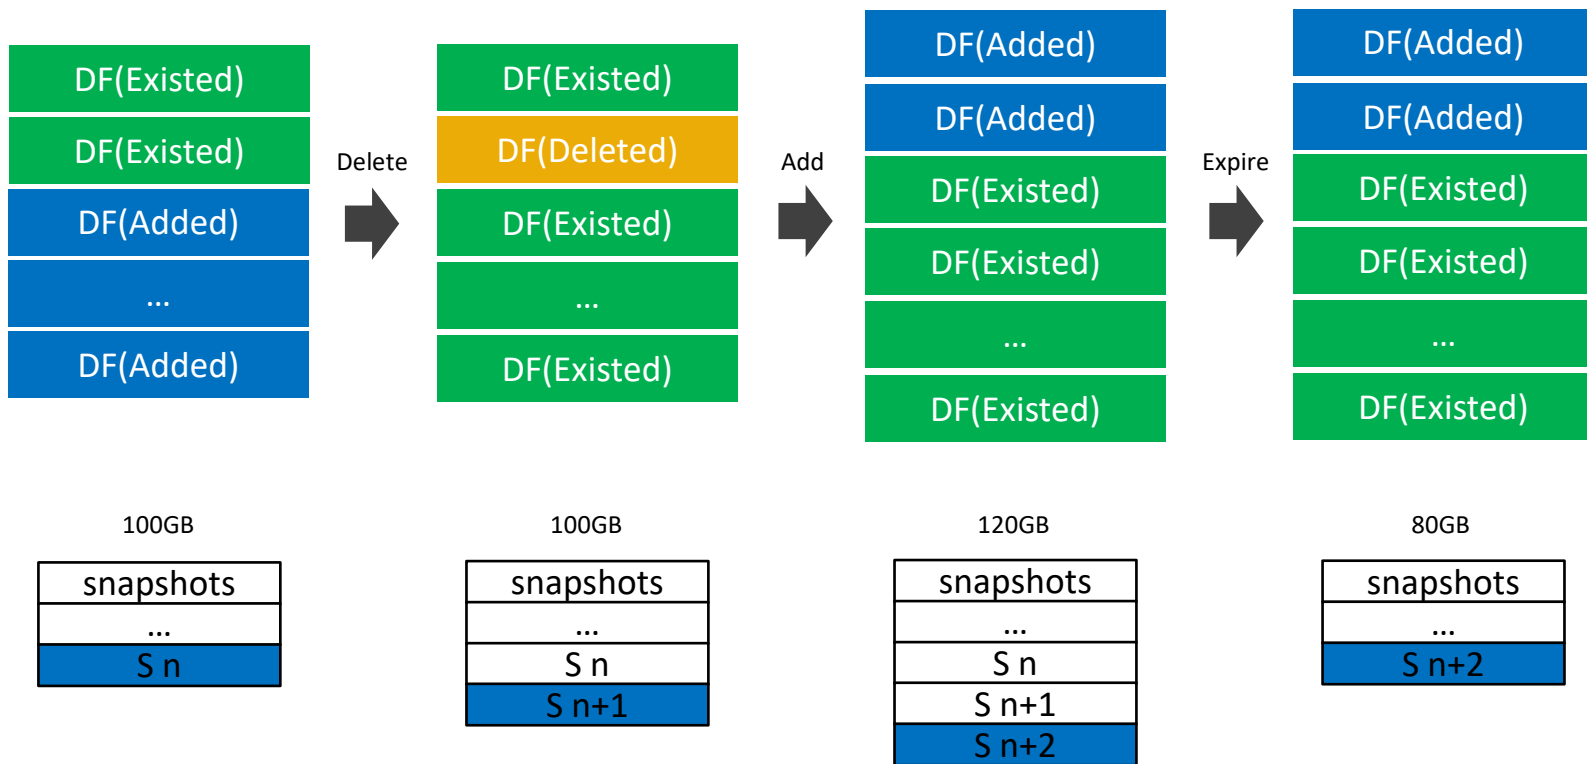 DF(Existed)
DF(Existed)
DF(Added)
...
DF(Added)
Delete
DF(Existed)
DF(Deleted)
DF(Existed)
...
DF(Existed)
Add
DF(Added)
DF(Added)
DF(Existed)
DF(Existed)
...
DF(Existed)
Expire
DF(Added)
DF(Added)
DF(Existed)
DF(Existed)
...
DF(Existed)
100GB
snapshots
...
S n
100GB
snapshots
...
S n
S n+1
120GB
snapshots
...
S n
S n+1
S n+2
80GB
snapshots
...
S n+2